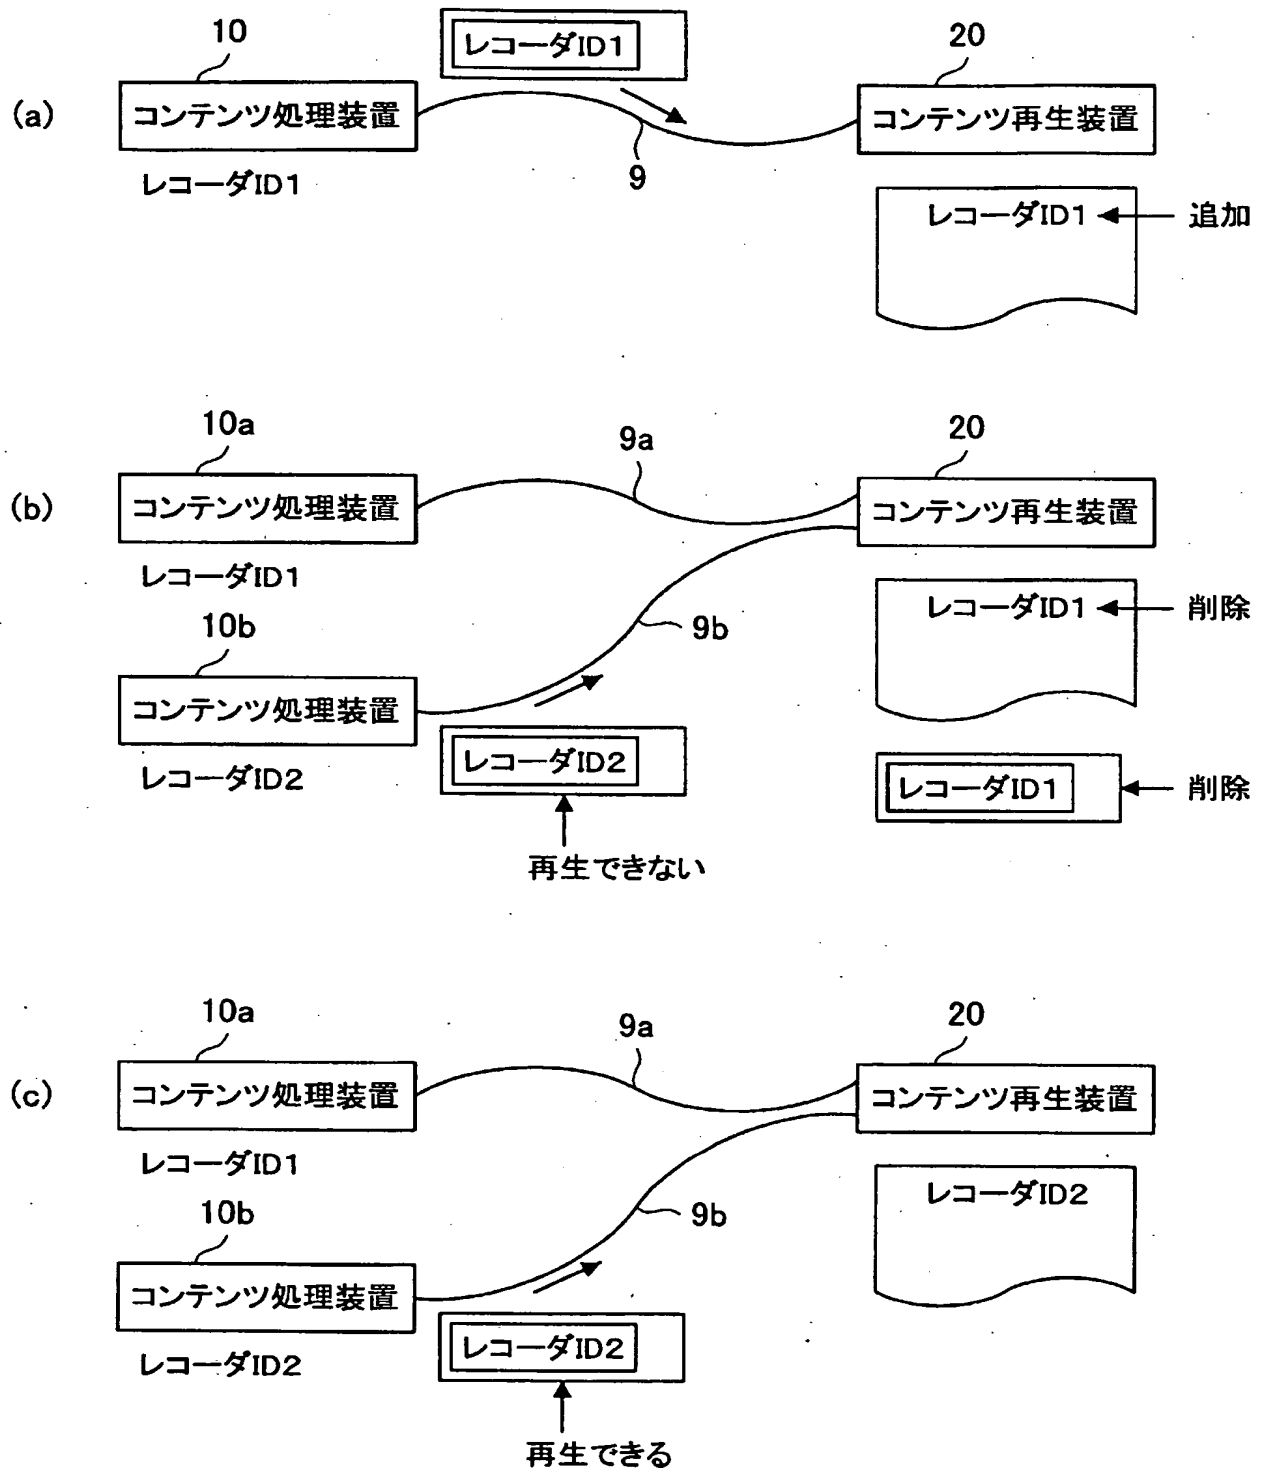 10
レコーダID1
20
(a)
コンテンツ処理装置
コンテンツ再生装置
9
レコーダID1
レコーダID1
追加
10a
9a
20
(b)
コンテンツ処理装置
コンテンツ再生装置
レコーダID1
レコーダID1
削除
10b
9b
コンテンツ処理装置
レコーダID2
レコーダID2
レコーダID1
削除
再生できない
10a
9a
20
(c)
コンテンツ処理装置
コンテンツ再生装置
レコーダID1
レコーダID2
10b
9b
コンテンツ処理装置
レコーダID2
レコーダID2
再生できる